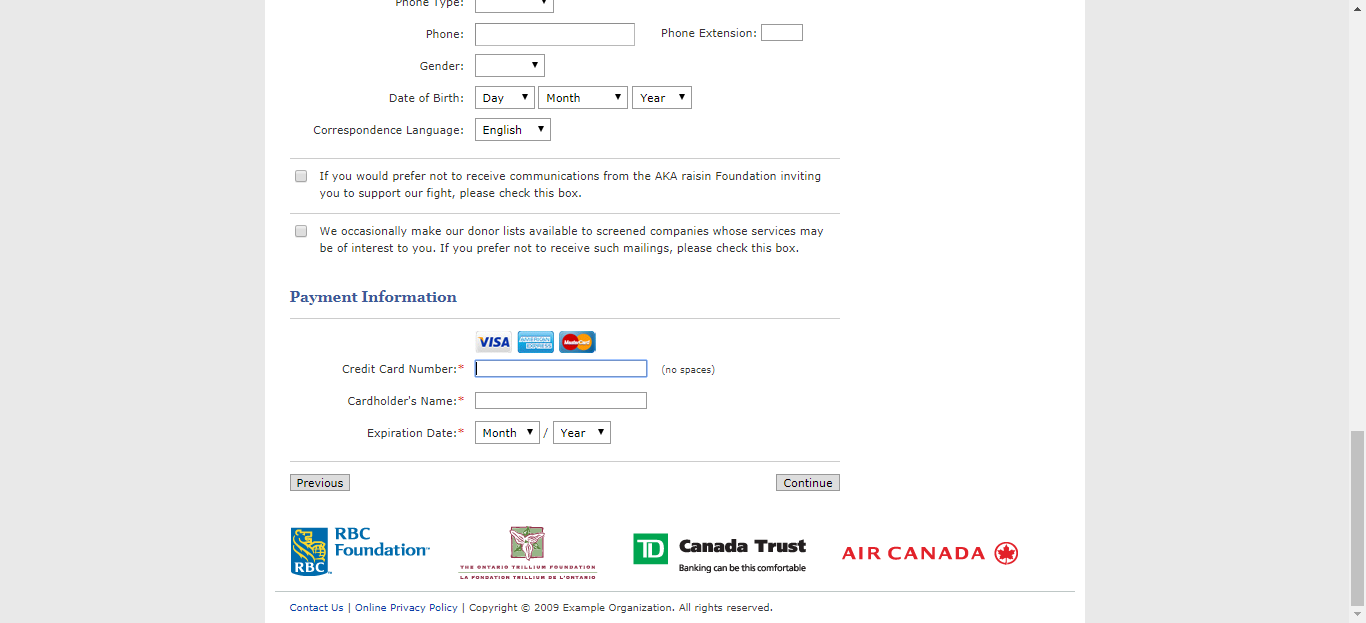 Phone Type:
Phone:
Phone Extension:
Gender:
Date of Birth: Day Month Year
Correspondence Language: English
If you would prefer not to receive communications from the AKA raisin Foundation inviting
you to support our fight, please check this box.
We occasionally make our donor lists available to screened companies whose services may
be of interest to you. If you prefer not to receive such mailings, please check this box.
Payment Information
VISA AMERICAN EXPRESS MasterCard
Credit Card Number:* (no spaces)
Cardholder's Name:*
Expiration Date:* Month / Year
Previous Continue
RBC
Foundation™
RBC™
THE ONTARIO TRILLIUM FOUNDATION
LA FONDATION TRILLIUM DE L'ONTARIO
TD Canada Trust
Banking can be this comfortable
AIR CANADA
Contact Us | Online Privacy Policy | Copyright © 2009 Example Organization. All rights reserved.